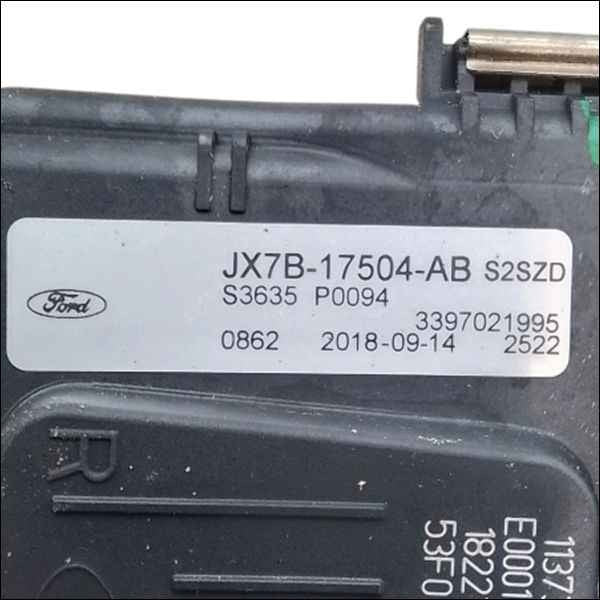 JX7B-17504-AB S2SZD
S3635 P0094
3397021995
0862 2018-09-14 2522
Ford
R
1137
E0001
1822
53F0